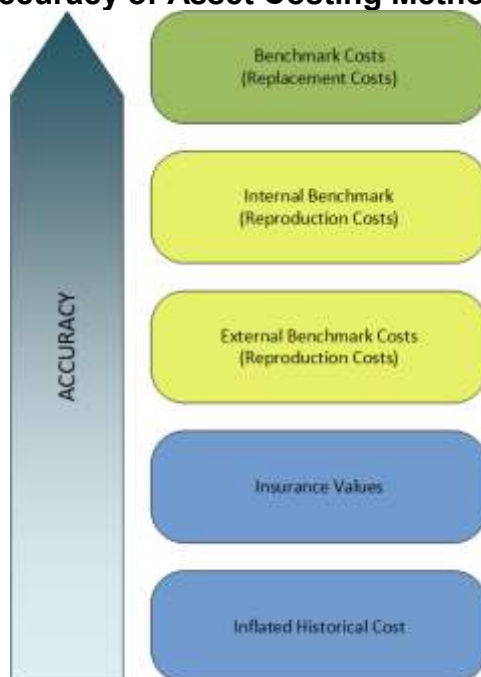 ccuracy of Asset Costing Metho
Benchmark Costs
(Replacement Costs)
Internal Benchmark
(Reproduction Costs)
ACCURACY
External Benchmark Costs
(Reproduction Costs)
Insurance Values
Inflated Historical Cost